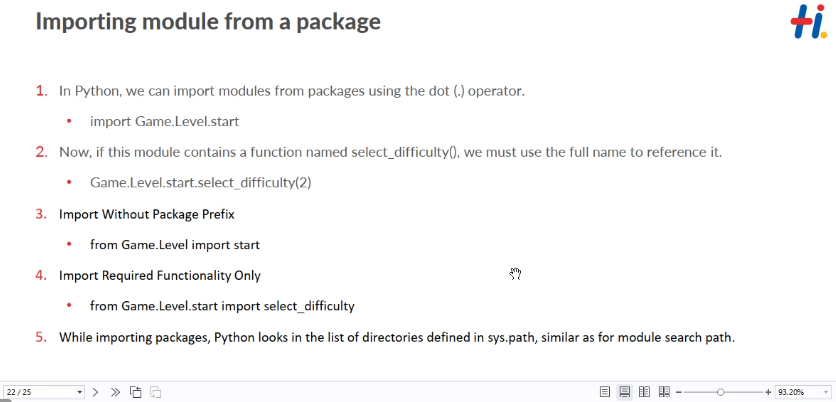 Importing module from a package
Hi.
1. In Python, we can import modules from packages using the dot (.) operator.
• import Game.Level.start
2. Now, if this module contains a function named select_difficulty(), we must use the full name to reference it.
• Game.Level.start.select_difficulty(2)
3. Import Without Package Prefix
• from Game.Level import start
4. Import Required Functionality Only
• from Game.Level.start import select_difficulty
5. While importing packages, Python looks in the list of directories defined in sys.path, similar as for module search path.
22 / 25
93.20%